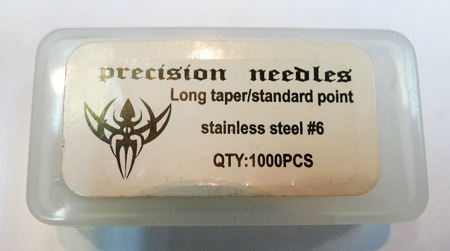 precision needles
Long taper/standard point
stainless steel #6
QTY:1000PCS